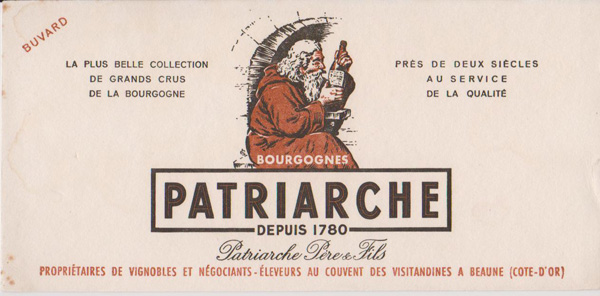 BUVARD
LA PLUS BELLE COLLECTION
DE GRANDS CRUS
DE LA BOURGOGNE
PRÈS DE DEUX SIÈCLES
AU SERVICE
DE LA QUALITÉ
BOURGOGNES
PATRIARCHE
DEPUIS 1780
Patriarche Père & Fils
PROPRIÉTAIRES DE VIGNOBLES ET NÉGOCIANTS-ÉLEVEURS AU COUVENT DES VISITANDINES A BEAUNE (COTE-D'OR)